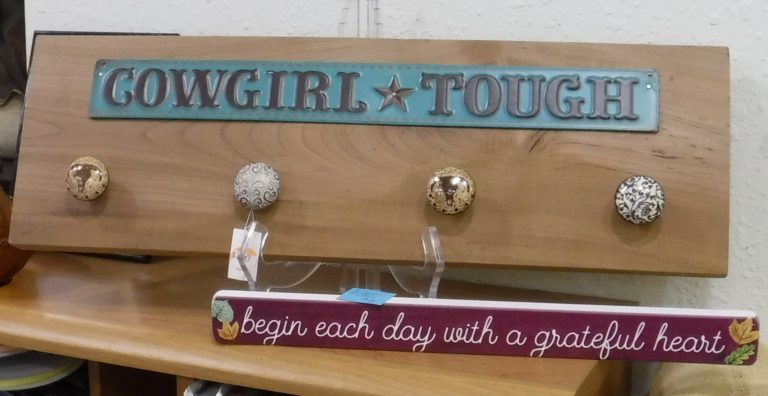 COWGIRL ★ TOUGH
begin each day with a grateful heart